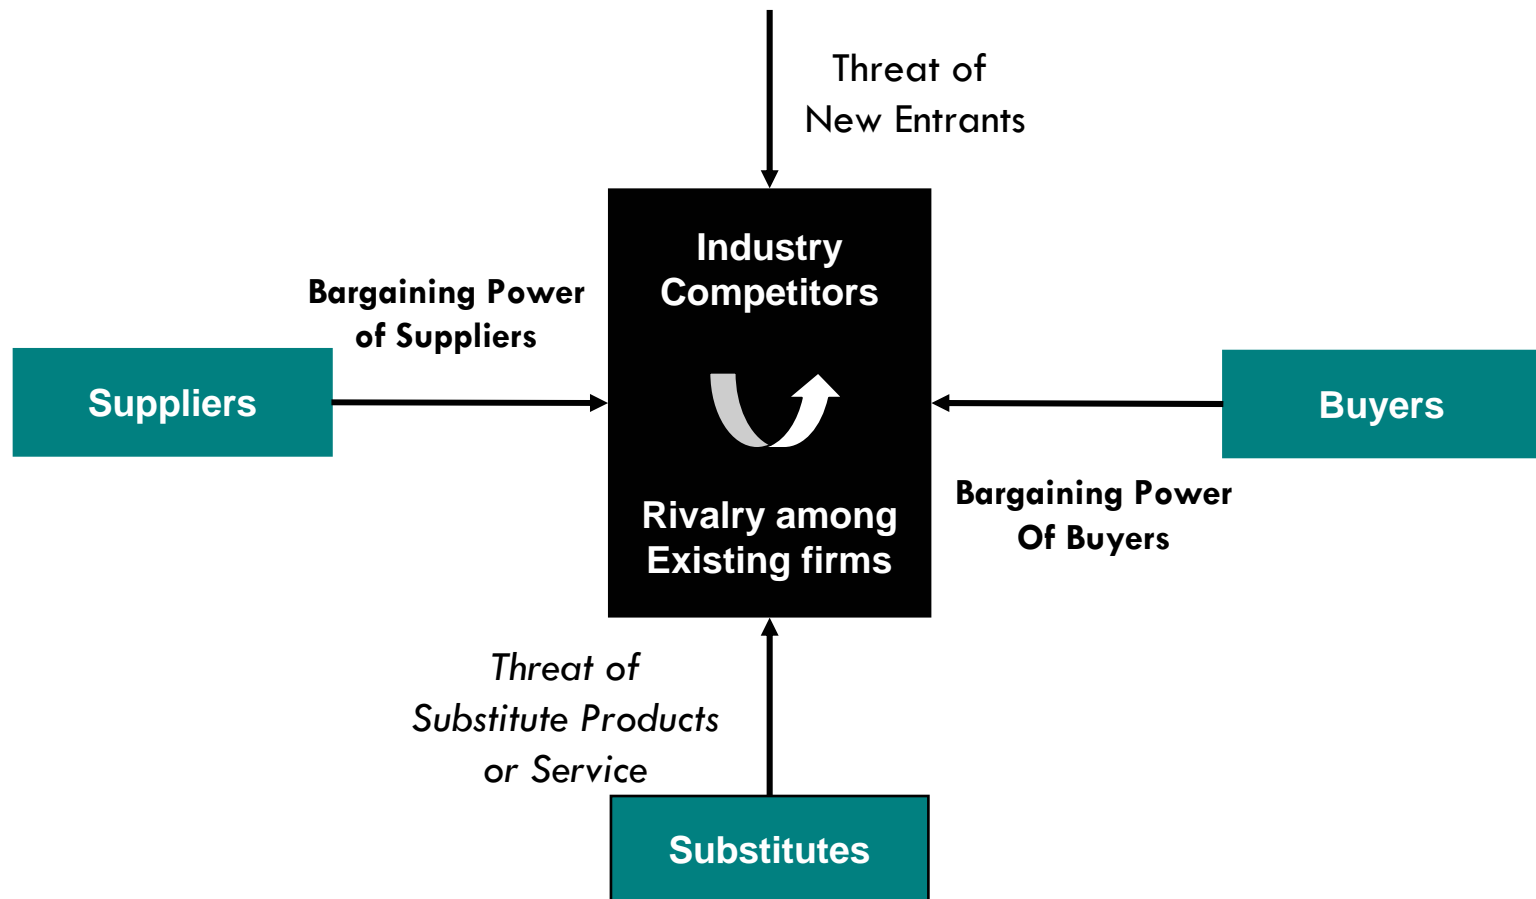 Threat of
New Entrants
Industry
Competitors
Bargaining Power
of Suppliers
Suppliers
Buyers
Bargaining Power
Of Buyers
Rivalry among
Existing firms
Threat of
Substitute Products
or Service
Substitutes